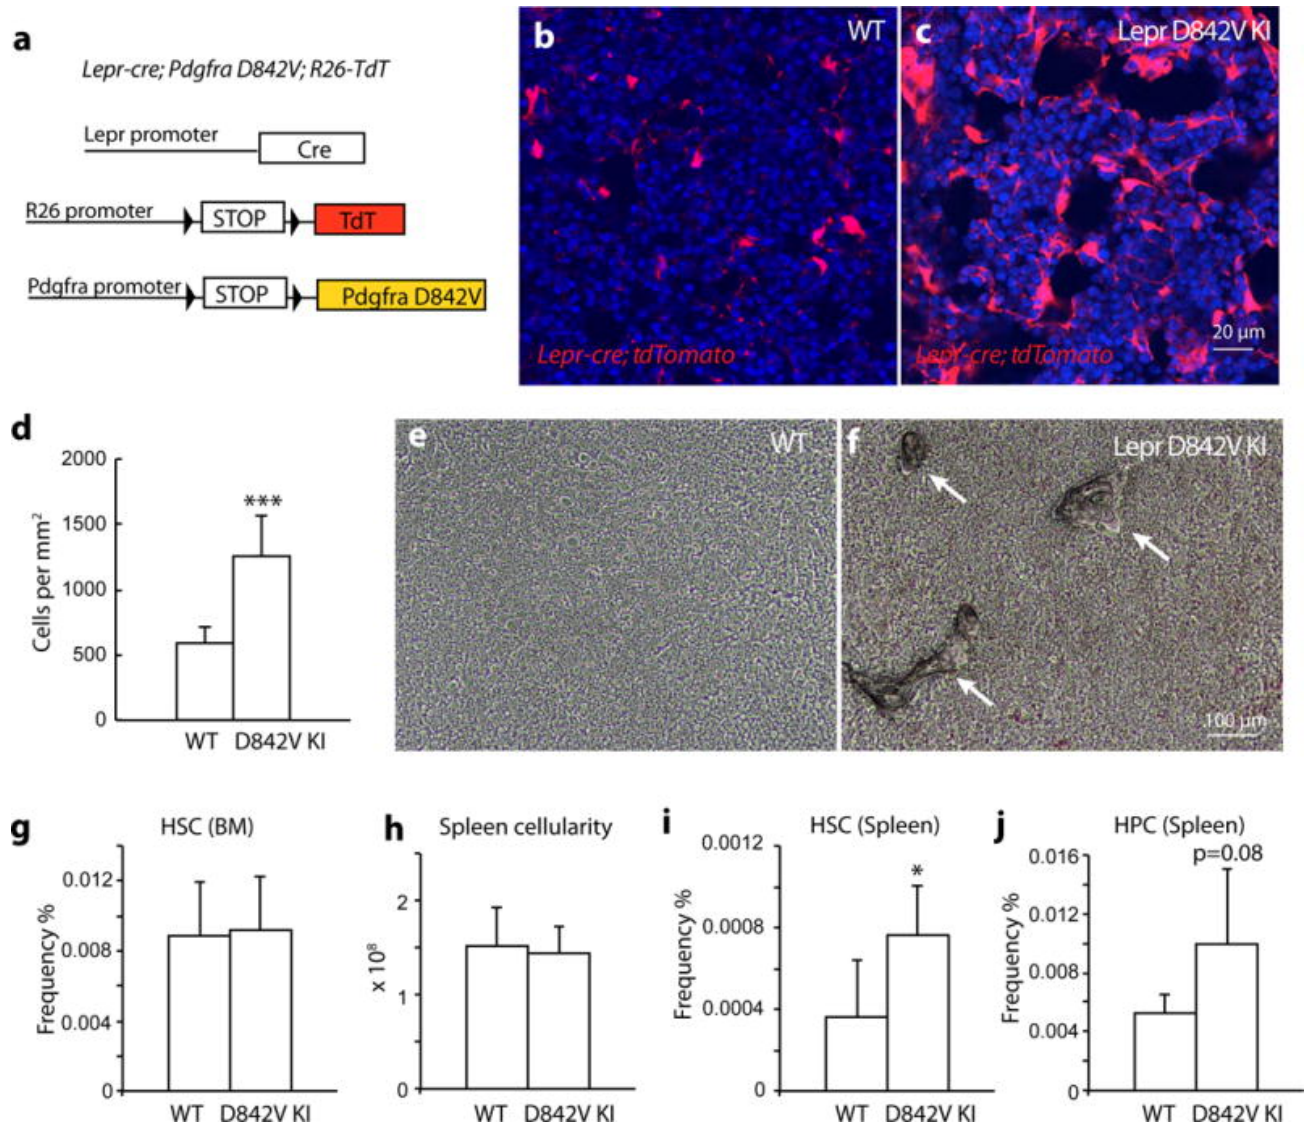 a
Lepr-cre; Pdgfra D842V; R26-TdT
Lepr promoter
Cre
R26 promoter
STOP
TdT
Pdgfra promoter
STOP
Pdgfra D842V
b
WT
Lepr-cre; tdTomato
c
Lepr D842V KI
20 µm
Lepr-cre; tdTomato
d
2000
1500
1000
500
0
Cells per mm²
***
WT D842V KI
e
WT
f
Lepr D842V KI
100 µm
g
HSC (BM)
0.012
0.008
0.004
0
Frequency %
WT D842V KI
h
Spleen cellularity
2
1
0
x 10⁸
WT D842V KI
i
HSC (Spleen)
0.0012
0.0008
0.0004
0
Frequency %
*
WT D842V KI
j
HPC (Spleen)
p=0.08
0.016
0.012
0.008
0.004
0
Frequency %
WT D842V KI